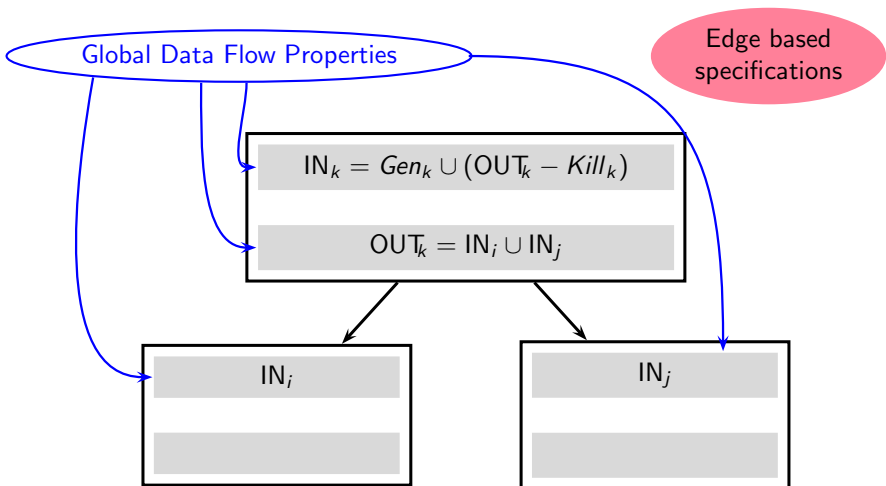 Global Data Flow Properties
Edge based
specifications
IN_k = Gen_k ∪ (OUT_k − Kill_k)
OUT_k = IN_i ∪ IN_j
IN_i
IN_j